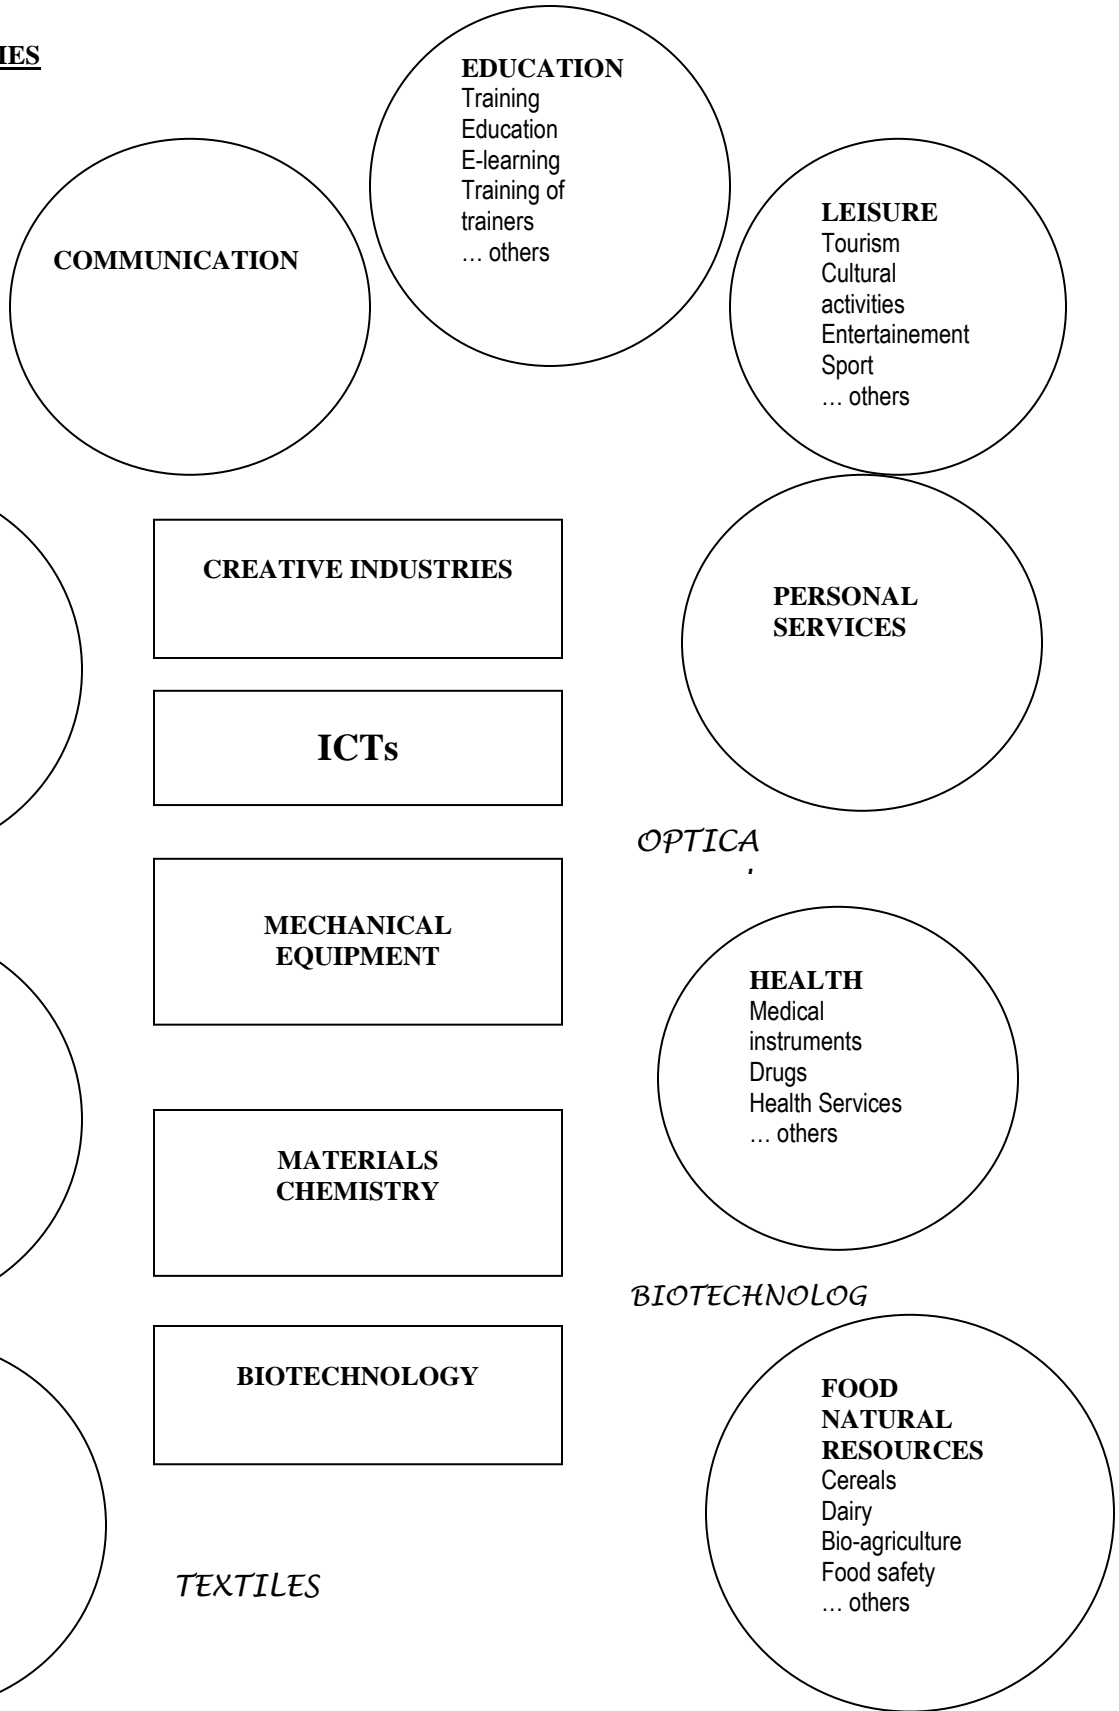 IES
EDUCATION
Training
Education
E-learning
Training of
trainers
… others
COMMUNICATION
LEISURE
Tourism
Cultural
activities
Entertainement
Sport
… others
CREATIVE INDUSTRIES
PERSONAL
SERVICES
ICTs
OPTICA
MECHANICAL
EQUIPMENT
HEALTH
Medical
instruments
Drugs
Health Services
… others
MATERIALS
CHEMISTRY
BIOTECHNOLOG
BIOTECHNOLOGY
FOOD
NATURAL
RESOURCES
Cereals
Dairy
Bio-agriculture
Food safety
… others
TEXTILES